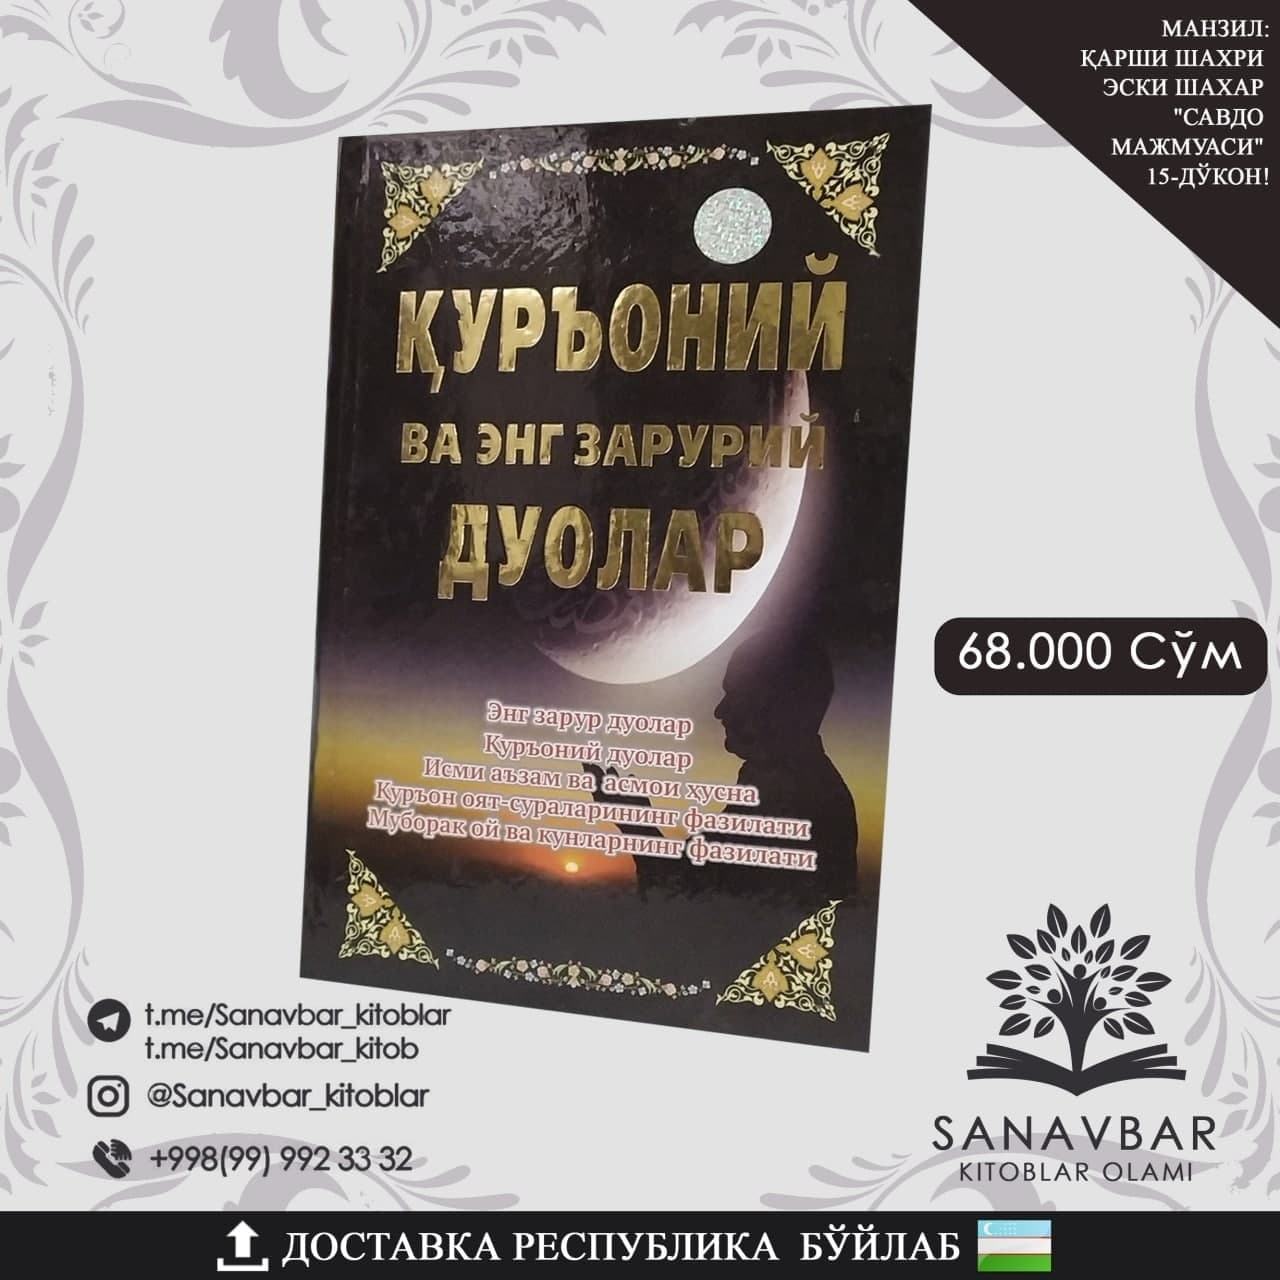 МАНЗИЛ:
ҚАРШИ ШАХРИ
ЭСКИ ШАХАР
"САВДО
МАЖМУАСИ"
15-ДЎКОН!
ҚУРЪОНИЙ
ВА ЭНГ ЗАРУРИЙ
ДУОЛАР
68.000 Сўм
Энг зарур дуолар
Қуръоний дуолар
Исми аъзам ва асмои ҳусна
Қуръон оят-сураларининг фазилати
Муборак ой ва кунларнинг фазилати
t.me/Sanavbar_kitoblar
t.me/Sanavbar_kitob
@Sanavbar_kitoblar
+998(99) 992 33 32
SANAVBAR
KITOBLAR OLAMI
ДОСТАВКА РЕСПУБЛИКА БЎЙЛАБ